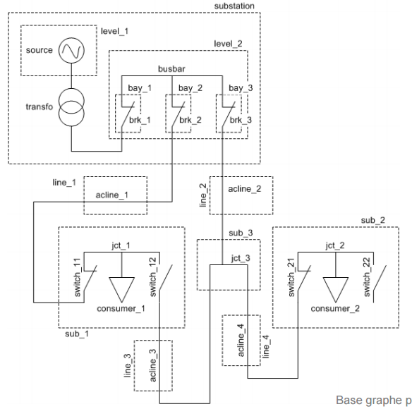 substation
level_1
source
level_2
busbar
transfo
bay_1
bay_2
bay_3
brk_1
brk_2
brk_3
line_1
acline_1
line_2
acline_2
sub_2
sub_3
jct_1
jct_3
jct_2
switch_11
switch_12
switch_21
switch_22
consumer_1
consumer_2
sub_1
line_3
acline_3
acline_4
line_4
Base graphe p